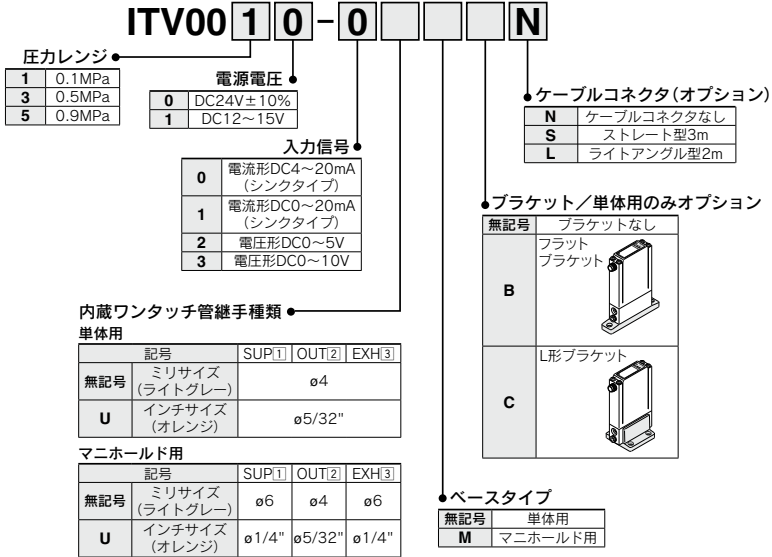 ITV00 1 0 - 0 N
圧力レンジ
1 0.1MPa
3 0.5MPa
5 0.9MPa
電源電圧
0 DC24V±10%
1 DC12～15V
入力信号
0 電流形DC4～20mA
（シンクタイプ）
1 電流形DC0～20mA
（シンクタイプ）
2 電圧形DC0～5V
3 電圧形DC0～10V
内蔵ワンタッチ管継手種類
単体用
記号 SUP1 OUT2 EXH3
無記号 ミリサイズ
（ライトグレー） ø4
U インチサイズ
（オレンジ） ø5/32"
マニホールド用
記号 SUP1 OUT2 EXH3
無記号 ミリサイズ
（ライトグレー） ø6 ø4 ø6
U インチサイズ
（オレンジ） ø1/4" ø5/32" ø1/4"
ケーブルコネクタ（オプション）
N ケーブルコネクタなし
S ストレート型3m
L ライトアングル型2m
ブラケット／単体用のみオプション
無記号 ブラケットなし
B フラット
ブラケット
C L形ブラケット
ベースタイプ
無記号 単体用
M マニホールド用